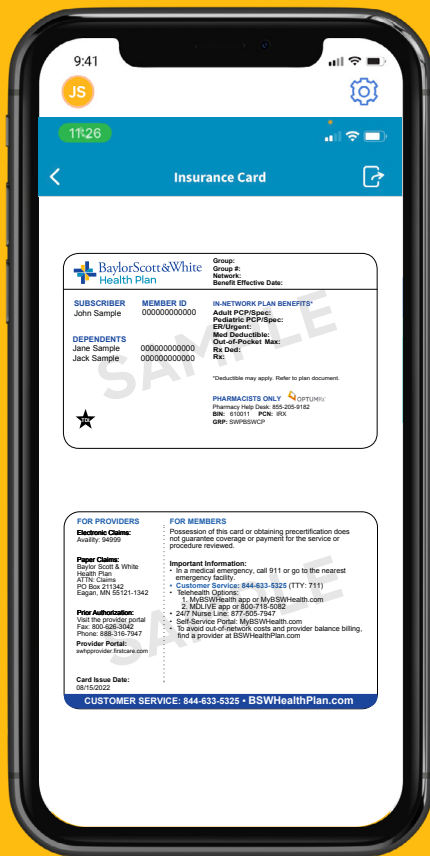 9:41
JS
11:26
Insurance Card
BaylorScott&White
Health Plan
Group:
Group #:
Network:
Benefit Effective Date:
SUBSCRIBER MEMBER ID
John Sample 000000000000
DEPENDENTS
Jane Sample 000000000000
Jack Sample 000000000000
IN-NETWORK PLAN BENEFITS*
Adult PCP/Spec:
Pediatric PCP/Spec:
ER/Urgent:
Med Deductible:
Out-of-Pocket Max:
Rx Ded:
Rx:
*Deductible may apply. Refer to plan document.
PHARMACISTS ONLY OPTUMRx
Pharmacy Help Desk: 855-205-9182
BIN: 610011 PCN: IRX
GRP: SWPBSWCP
SAMPLE
FOR PROVIDERS
Electronic Claims:
Availity: 94999
Paper Claims:
Baylor Scott & White
Health Plan
ATTN: Claims
PO Box 211342
Eagan, MN 55121-1342
Prior Authorization:
Visit the provider portal
Fax: 800-626-3042
Phone: 888-316-7947
Provider Portal:
swhpprovider.firstcare.com
Card Issue Date:
08/15/2022
FOR MEMBERS
Possession of this card or obtaining precertification does
not guarantee coverage or payment for the service or
procedure reviewed.
Important Information:
• In a medical emergency, call 911 or go to the nearest
emergency facility.
• Customer Service: 844-633-5325 (TTY: 711)
• Telehealth Options:
1. MyBSWHealth app or MyBSWHealth.com
2. MDLIVE app or 800-718-5082
• 24/7 Nurse Line: 877-505-7947
• Self-Service Portal: MyBSWHealth.com
• To avoid out-of-network costs and provider balance billing,
find a provider at BSWHealthPlan.com
SAMPLE
CUSTOMER SERVICE: 844-633-5325 • BSWHealthPlan.com